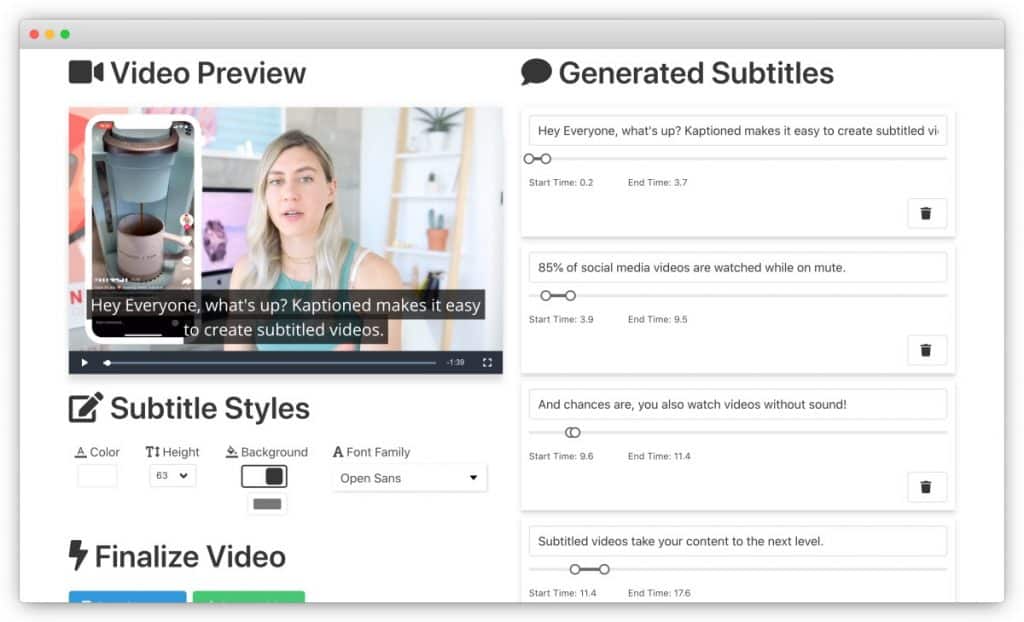 Video Preview
Hey Everyone, what's up? Kaptioned makes it easy
to create subtitled videos.
-1:39
Subtitle Styles
Color
Height
Background
Font Family
63
Open Sans
Finalize Video
Generated Subtitles
Hey Everyone, what's up? Kaptioned makes it easy to create subtitled vi
Start Time: 0.2 End Time: 3.7
85% of social media videos are watched while on mute.
Start Time: 3.9 End Time: 9.5
And chances are, you also watch videos without sound!
Start Time: 9.6 End Time: 11.4
Subtitled videos take your content to the next level.
Start Time: 11.4 End Time: 17.6